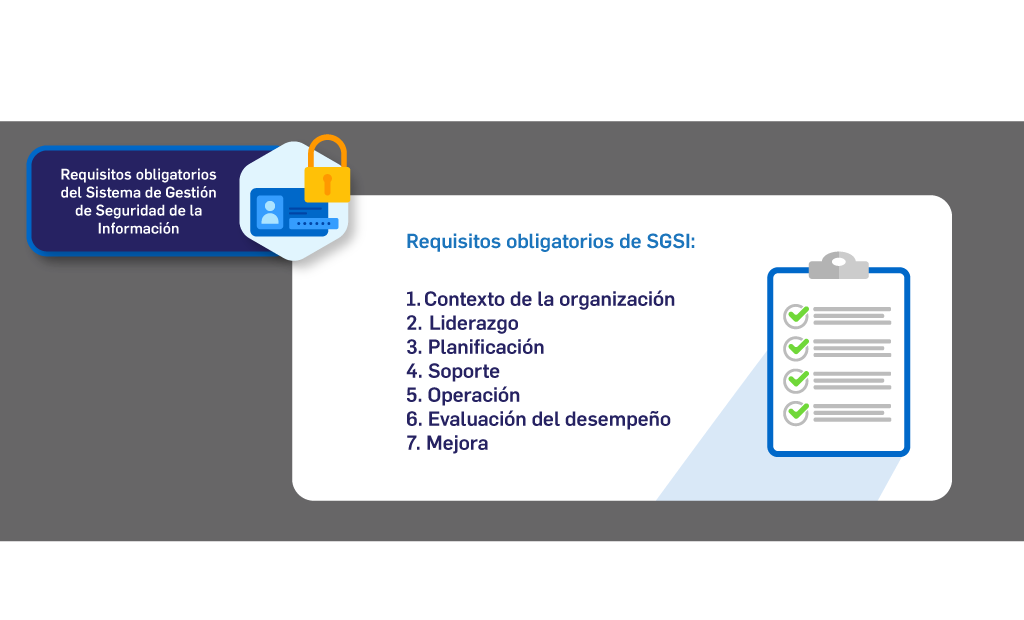 Requisitos obligatorios
del Sistema de Gestión
de Seguridad de la
Información
Requisitos obligatorios de SGSI:
1. Contexto de la organización
2. Liderazgo
3. Planificación
4. Soporte
5. Operación
6. Evaluación del desempeño
7. Mejora